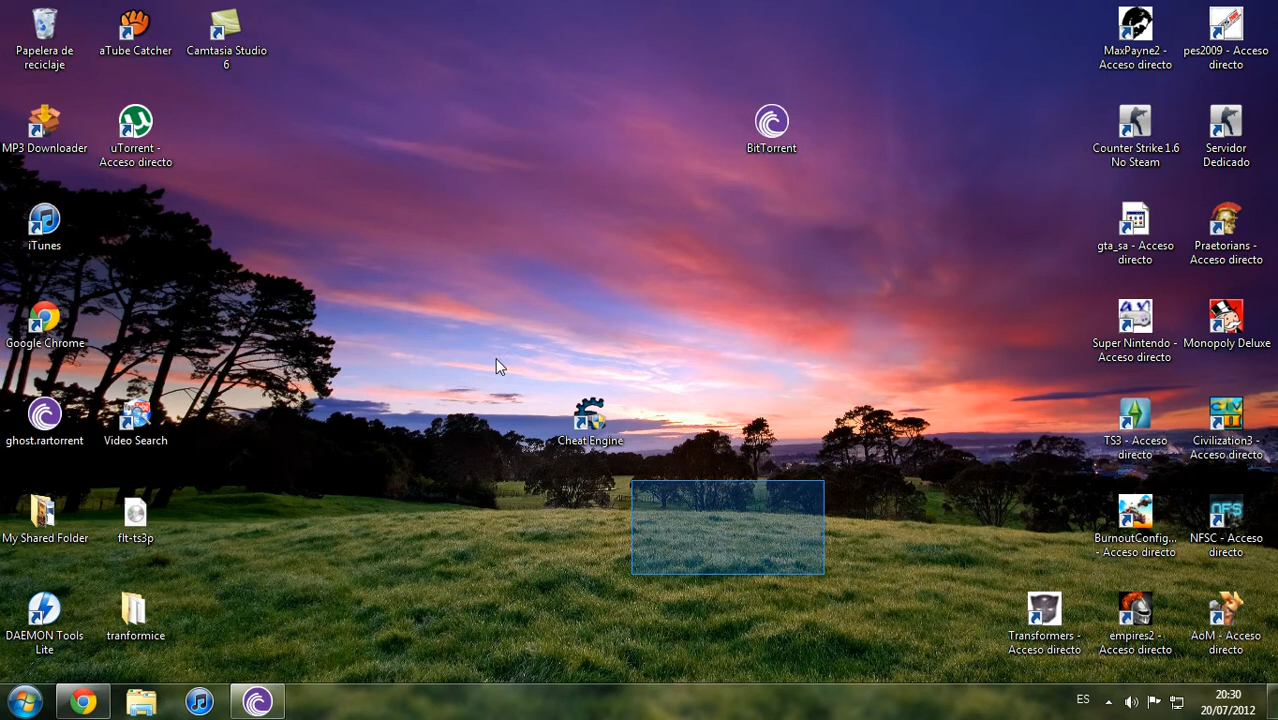 Papelera de
reciclaje
aTube Catcher
Camtasia Studio
6
MaxPayne2 -
Acceso directo
pes2009 - Acceso
directo
MP3 Downloader
uTorrent -
Acceso directo
BitTorrent
Counter Strike 1.6
No Steam
Servidor
Dedicado
iTunes
gta_sa - Acceso
directo
Praetorians -
Acceso directo
Google Chrome
Super Nintendo -
Acceso directo
Monopoly Deluxe
ghost.rartorrent
Video Search
Cheat Engine
TS3 - Acceso
directo
Civilization3 -
Acceso directo
My Shared Folder
flt-ts3p
BurnoutConfig...
- Acceso directo
NFSC - Acceso
directo
DAEMON Tools
Lite
tranformice
Transformers -
Acceso directo
empires2 -
Acceso directo
AoM - Acceso
directo
ES
20:30
20/07/2012